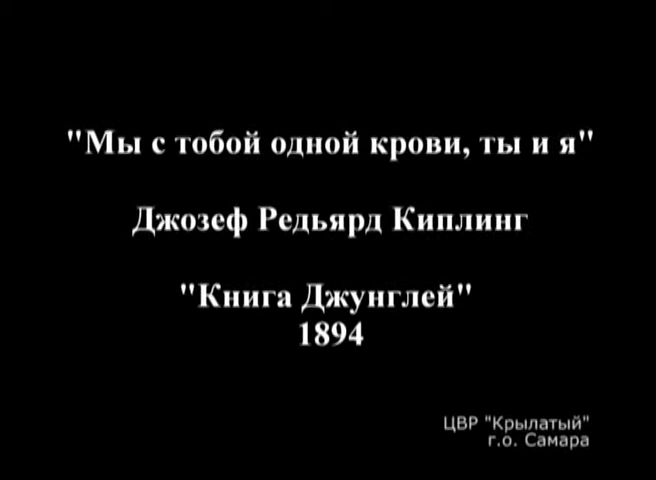 "Мы с тобой одной крови, ты и я"
Джозеф Редьярд Киплинг
"Книга Джунглей"
1894
ЦВР "Крылатый"
г.о. Самара